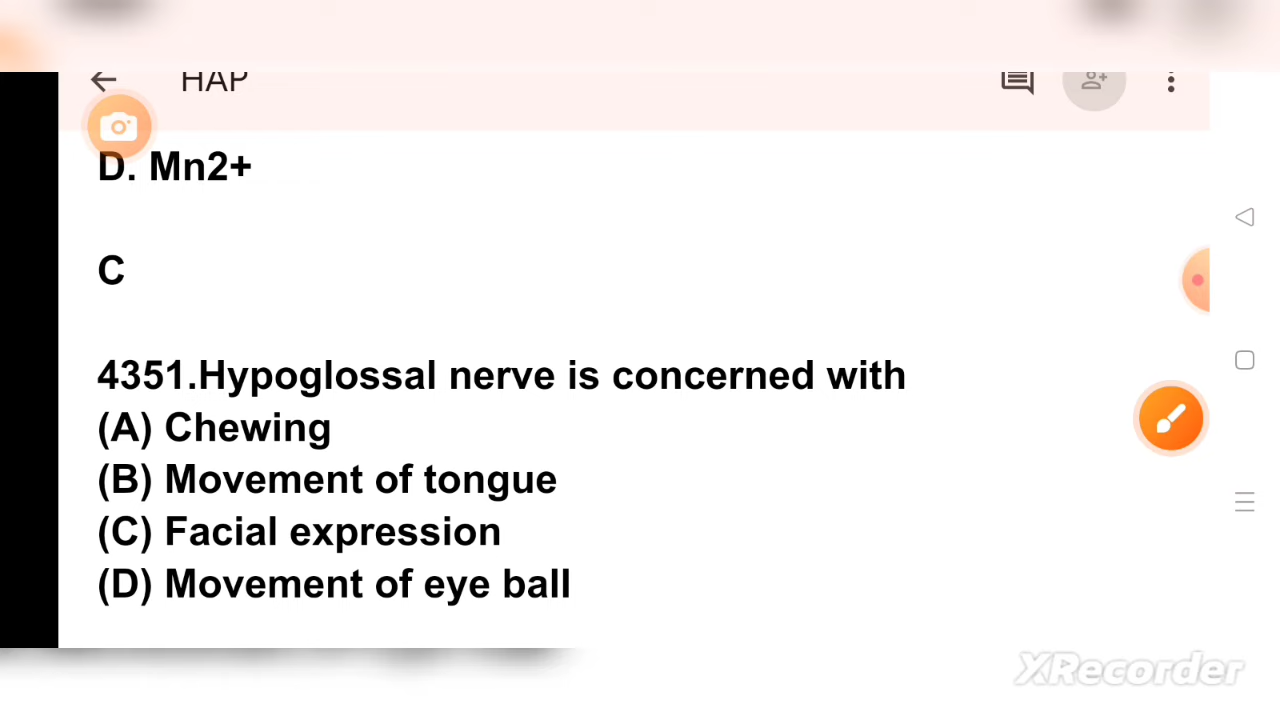 HAP
D. Mn2+
C
4351.Hypoglossal nerve is concerned with
(A) Chewing
(B) Movement of tongue
(C) Facial expression
(D) Movement of eye ball
XRecorder